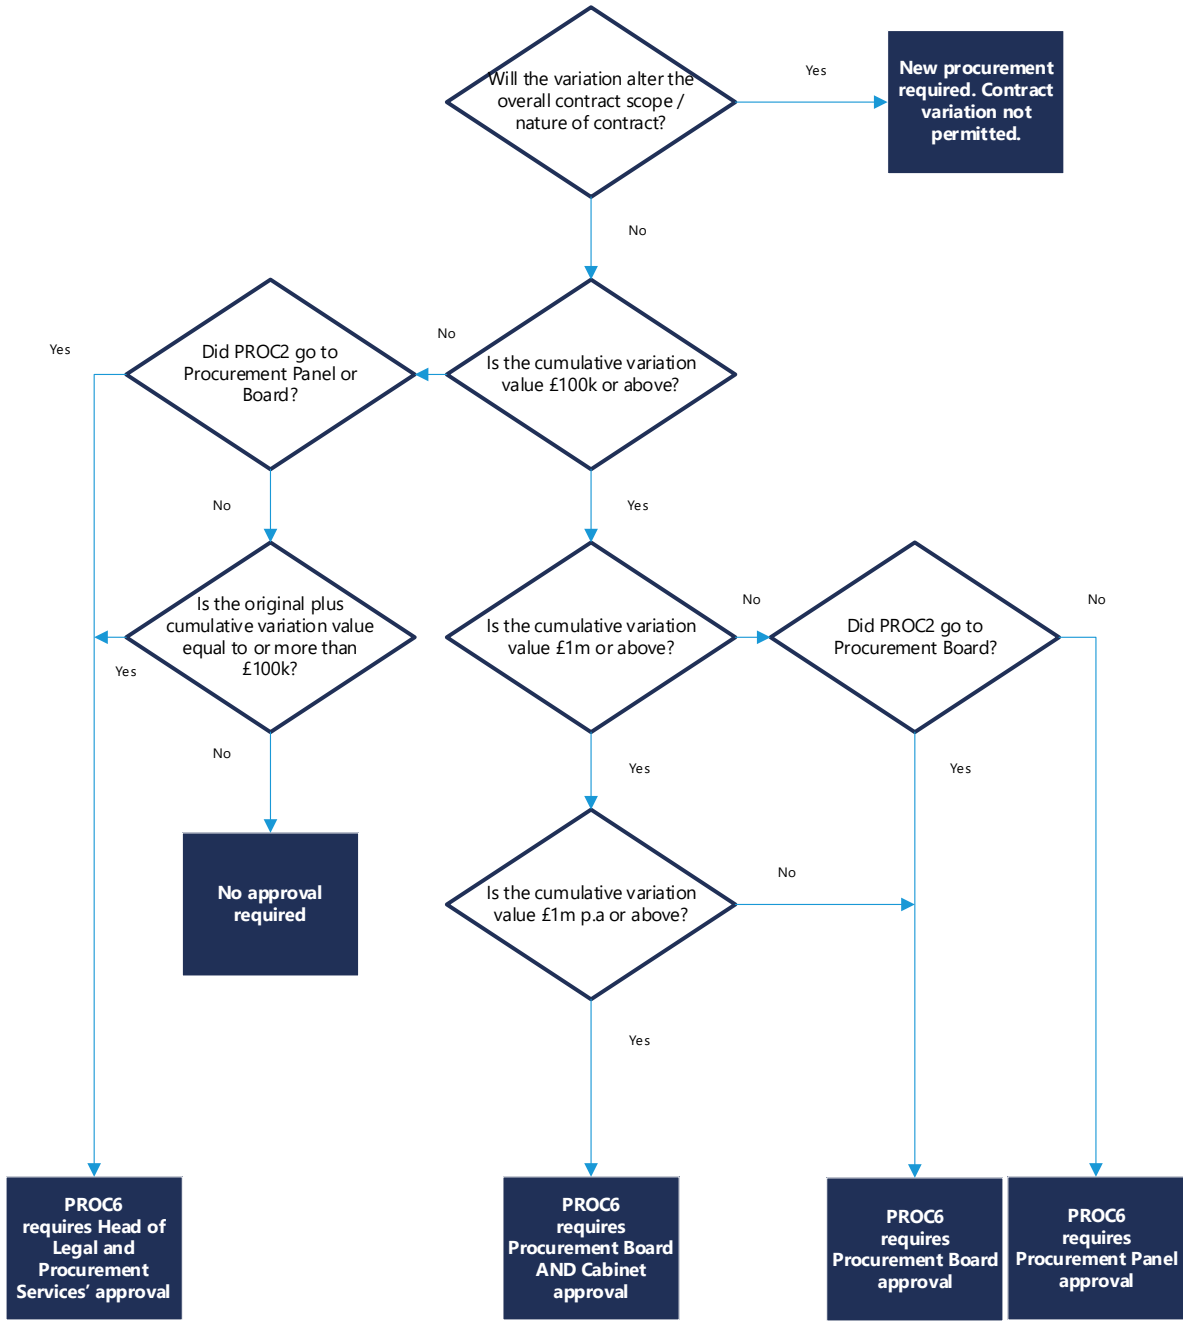 Will the variation alter the
overall contract scope /
nature of contract?
Yes
New procurement
required. Contract
variation not
permitted.
No
Did PROC2 go to
Procurement Panel or
Board?
No
Is the cumulative variation
value £100k or above?
Yes
No
Yes
Is the original plus
cumulative variation value
equal to or more than
£100k?
Yes
Is the cumulative variation
value £1m or above?
No
Did PROC2 go to
Procurement Board?
No
No
Yes
Yes
No approval
required
Is the cumulative variation
value £1m p.a or above?
No
Yes
PROC6
requires Head of
Legal and
Procurement
Services’ approval
PROC6
requires
Procurement Board
AND Cabinet
approval
PROC6
requires
Procurement Board
approval
PROC6
requires
Procurement Panel
approval